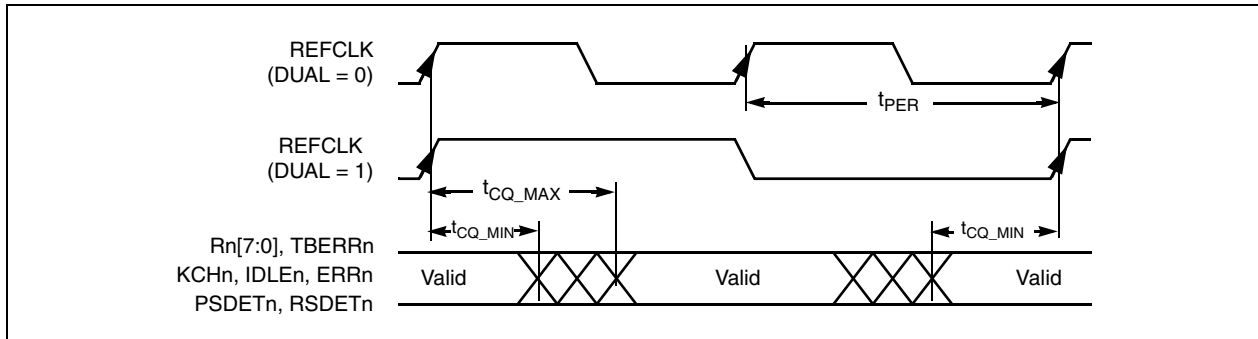 REFCLK
(DUAL = 0)
tPER
REFCLK
(DUAL = 1)
tCQ_MAX
tCQ_MIN
tCQ_MIN
Rn[7:0], TBERRn
KCHn, IDLEn, ERRn
PSDETn, RSDETn
Valid
Valid
Valid